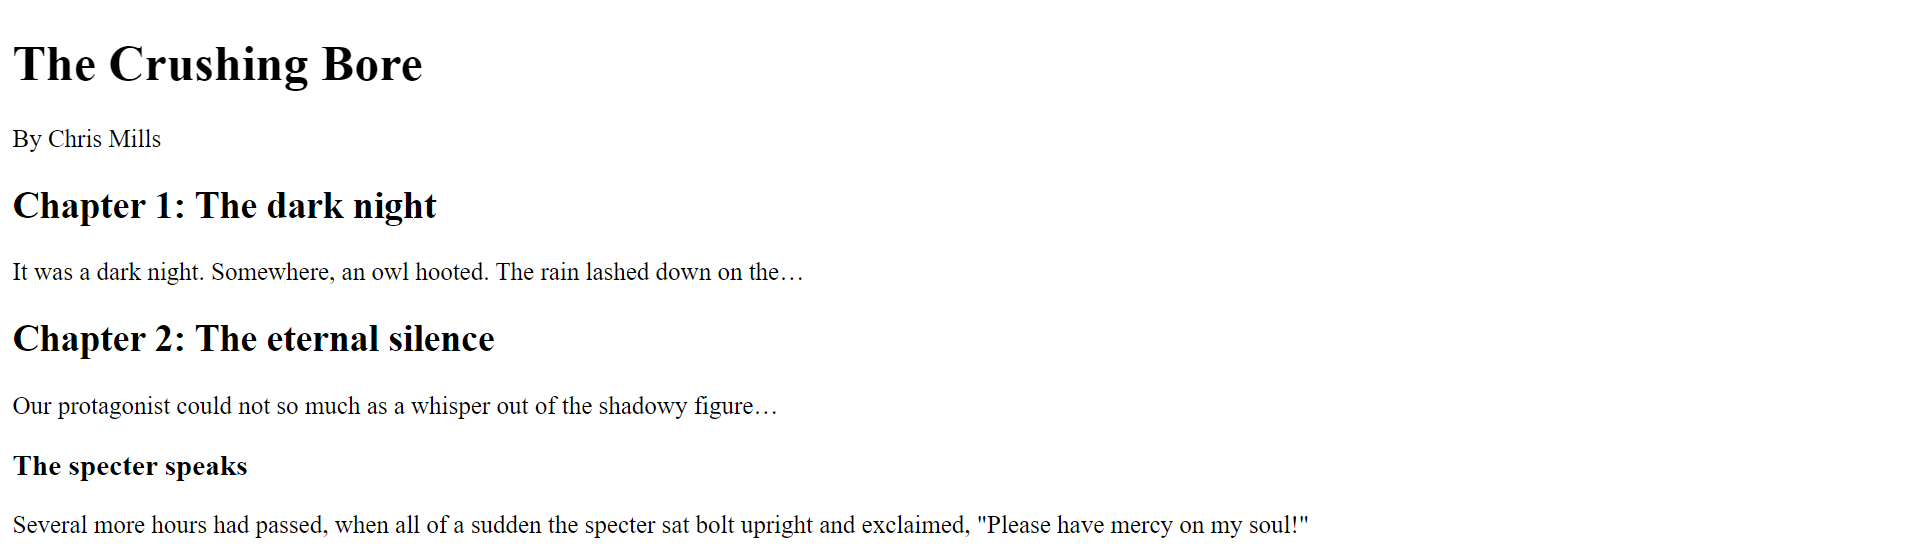 The Crushing Bore
By Chris Mills
Chapter 1: The dark night
It was a dark night. Somewhere, an owl hooted. The rain lashed down on the…
Chapter 2: The eternal silence
Our protagonist could not so much as a whisper out of the shadowy figure…
The specter speaks
Several more hours had passed, when all of a sudden the specter sat bolt upright and exclaimed, "Please have mercy on my soul!"